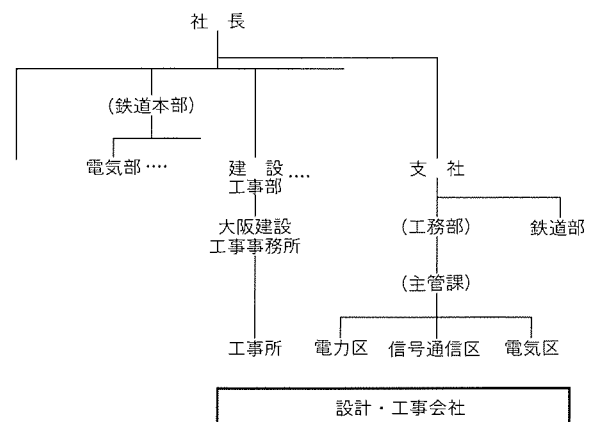 社　長
（鉄道本部）
電気部‥‥
建　設
工事部‥‥
支　社
大阪建設
工事事務所
（工務部）
鉄道部
（主管課）
工事所
電力区
信号通信区
電気区
設計・工事会社